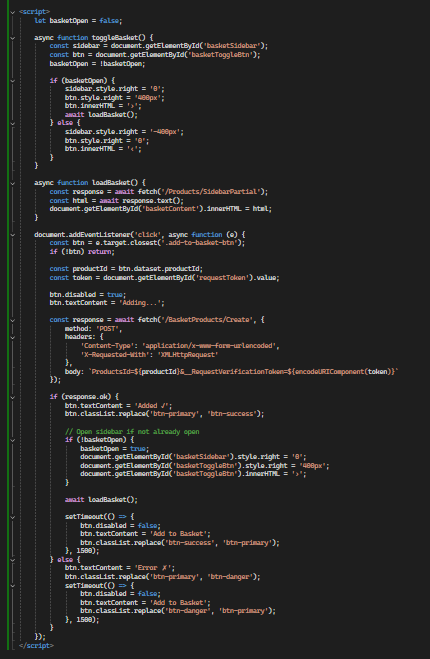 <script>
let basketOpen = false;
async function toggleBasket() {
const sidebar = document.getElementById('basketSidebar');
const btn = document.getElementById('basketToggleBtn');
basketOpen = !basketOpen;
if (basketOpen) {
sidebar.style.right = '0';
btn.style.right = '400px';
btn.innerHTML = '›';
await loadBasket();
} else {
sidebar.style.right = '-400px';
btn.style.right = '0';
btn.innerHTML = '‹';
}
}
async function loadBasket() {
const response = await fetch('/Products/SidebarPartial');
const html = await response.text();
document.getElementById('basketContent').innerHTML = html;
}
document.addEventListener('click', async function (e) {
const btn = e.target.closest('.add-to-basket-btn');
if (!btn) return;
const productId = btn.dataset.productId;
const token = document.getElementById('requestToken').value;
btn.disabled = true;
btn.textContent = 'Adding...';
const response = await fetch('/BasketProducts/Create', {
method: 'POST',
headers: {
'Content-Type': 'application/x-www-form-urlencoded',
'X-Requested-With': 'XMLHttpRequest'
},
body: `ProductsId=${productId}&__RequestVerificationToken=${encodeURIComponent(token)}`
});
if (response.ok) {
btn.textContent = 'Added ✓';
btn.classList.replace('btn-primary', 'btn-success');
// Open sidebar if not already open
if (!basketOpen) {
basketOpen = true;
document.getElementById('basketSidebar').style.right = '0';
document.getElementById('basketToggleBtn').style.right = '400px';
document.getElementById('basketToggleBtn').innerHTML = '›';
}
await loadBasket();
setTimeout(() => {
btn.disabled = false;
btn.textContent = 'Add to Basket';
btn.classList.replace('btn-success', 'btn-primary');
}, 1500);
} else {
btn.textContent = 'Error ✗';
btn.classList.replace('btn-primary', 'btn-danger');
setTimeout(() => {
btn.disabled = false;
btn.textContent = 'Add to Basket';
btn.classList.replace('btn-danger', 'btn-primary');
}, 1500);
}
});
</script>